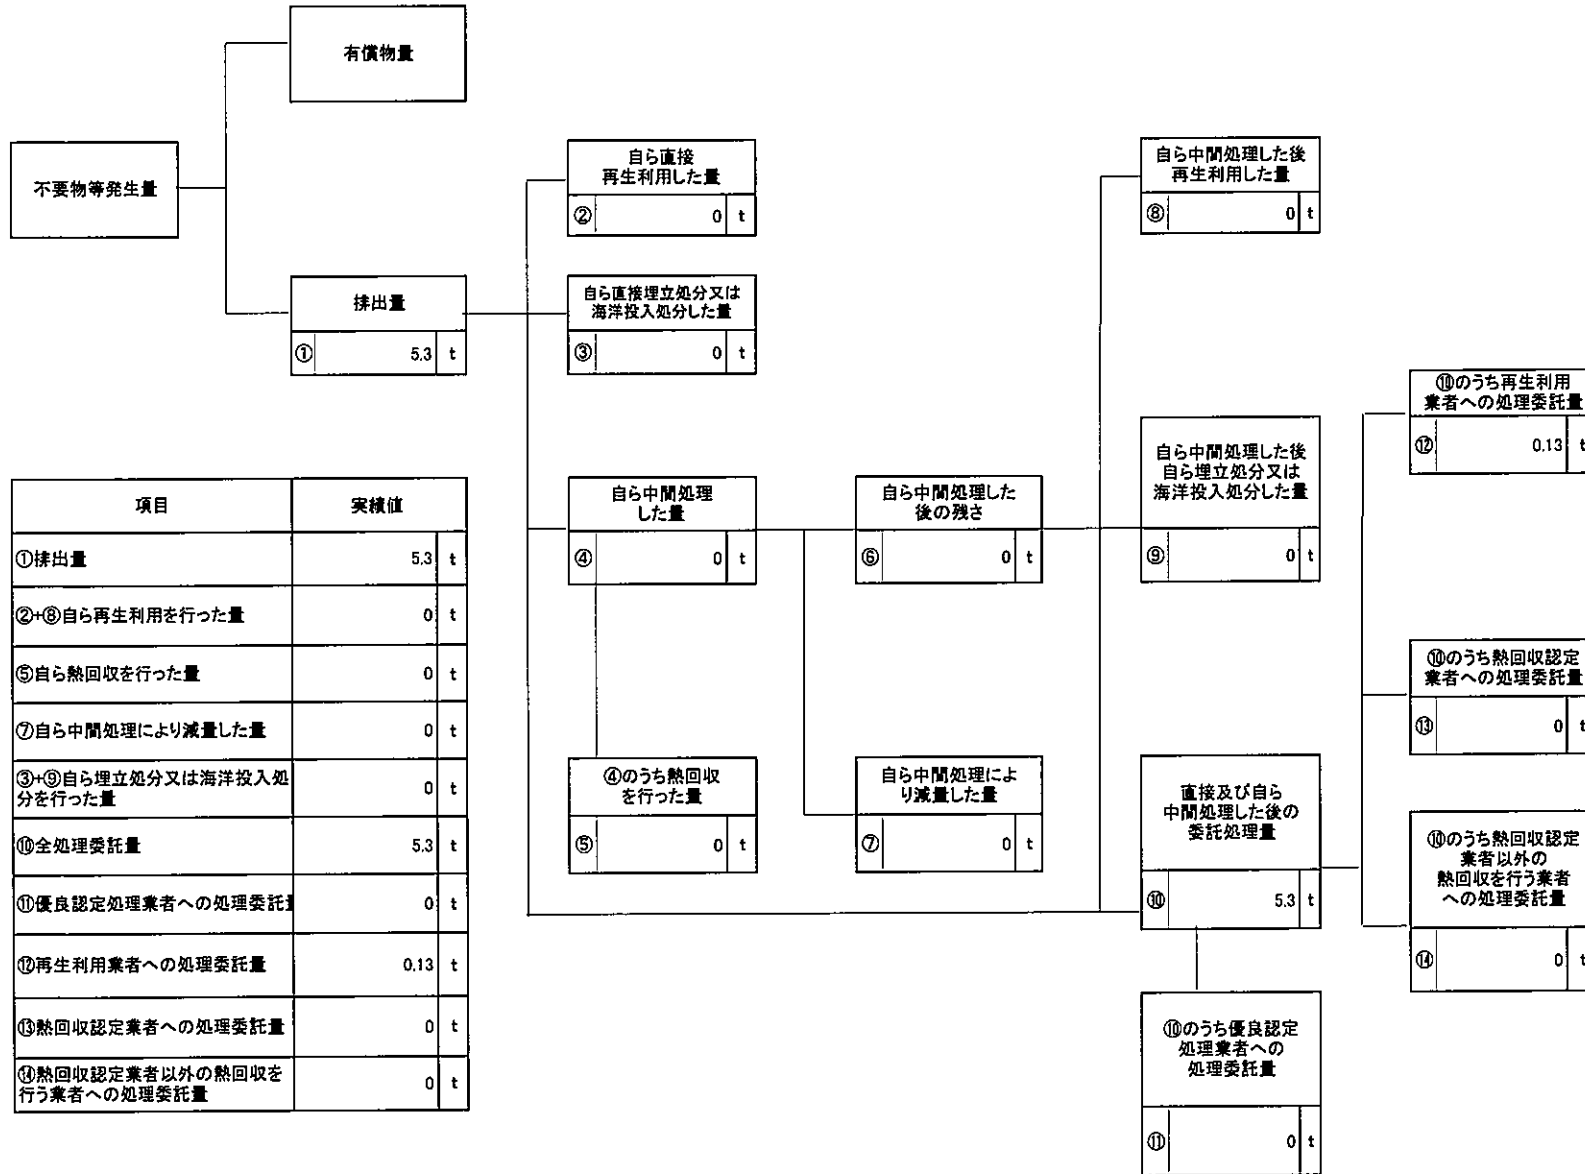 有償物量
不要物等発生量
排出量
① 5.3 t
自ら直接
再生利用した量
② 0 t
自ら直接埋立処分又は
海洋投入処分した量
③ 0 t
自ら中間処理
した量
④ 0 t
④のうち熱回収
を行った量
⑤ 0 t
自ら中間処理した
後の残さ
⑥ 0 t
自ら中間処理によ
り減量した量
⑦ 0 t
自ら中間処理した後
再生利用した量
⑧ 0 t
自ら中間処理した後
自ら埋立処分又は
海洋投入処分した量
⑨ 0 t
直接及び自ら
中間処理した後の
委託処理量
⑩ 5.3 t
⑩のうち優良認定
処理業者への
処理委託量
⑪ 0 t
⑩のうち再生利用
業者への処理委託量
⑫ 0.13 t
⑩のうち熱回収認定
業者への処理委託量
⑬ 0 t
⑩のうち熱回収認定
業者以外の
熱回収を行う業者
への処理委託量
⑭ 0 t
項目 実績値
①排出量 5.3 t
②+⑧自ら再生利用を行った量 0 t
⑤自ら熱回収を行った量 0 t
⑦自ら中間処理により減量した量 0 t
③+⑨自ら埋立処分又は海洋投入処
分を行った量 0 t
⑩全処理委託量 5.3 t
⑪優良認定処理業者への処理委託量 0 t
⑫再生利用業者への処理委託量 0.13 t
⑬熱回収認定業者への処理委託量 0 t
⑭熱回収認定業者以外の熱回収を
行う業者への処理委託量 0 t